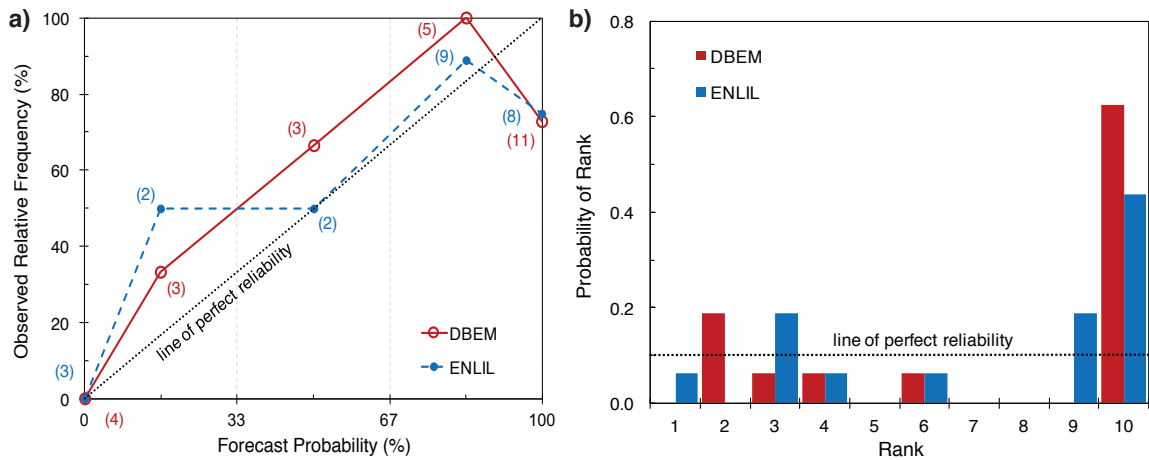 a)
Observed Relative Frequency (%)
100
80
60
40
20
0
(5)
(9)
(3)
(8)
(11)
(2)
(2)
(3)
(3)
(4)
line of perfect reliability
DBEM
ENLIL
0
33
67
100
Forecast Probability (%)
b)
Probability of Rank
0.8
0.6
0.4
0.2
0.0
DBEM
ENLIL
line of perfect reliability
1 2 3 4 5 6 7 8 9 10
Rank